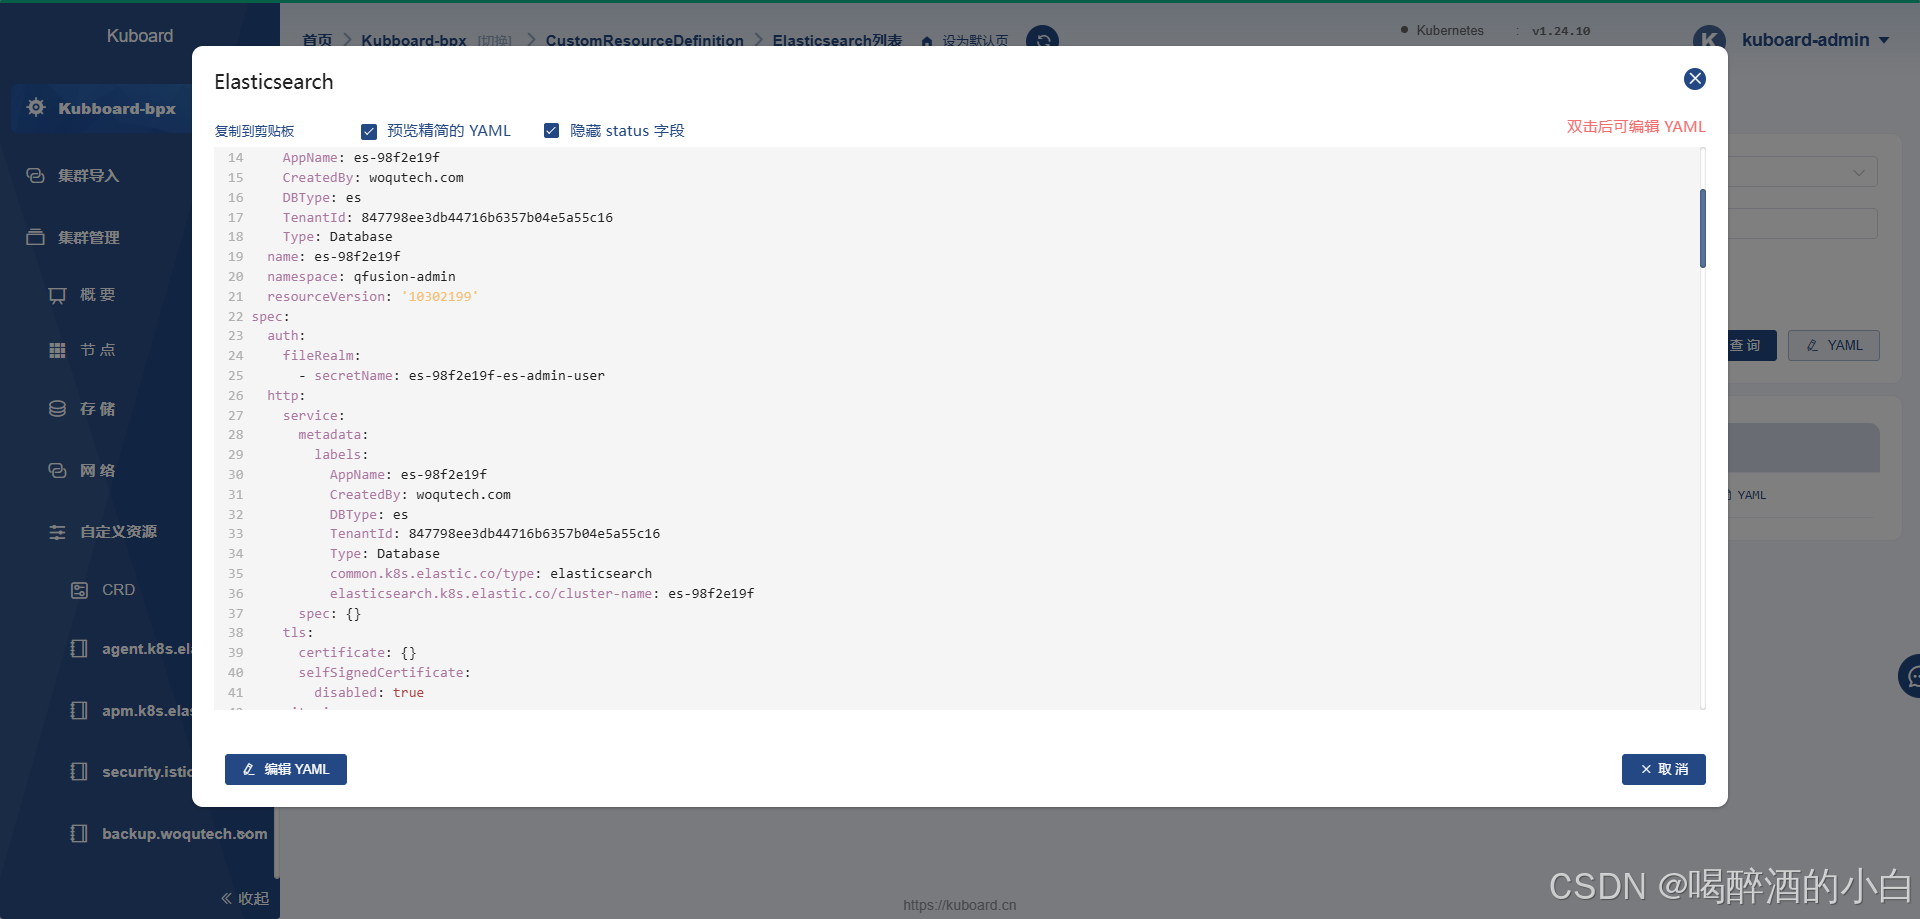 Kuboard
首页 Kubboard-bpx [切换] CustomResourceDefinition Elasticsearch列表 设为默认页
Kubernetes : v1.24.10
K kuboard-admin
Kubboard-bpx
集群导入
集群管理
概 要
节 点
存 储
网 络
自定义资源
CRD
agent.k8s.ela
apm.k8s.elas
security.istio
backup.woqutech.com
收起
Elasticsearch
复制到剪贴板 预览精简的 YAML 隐藏 status 字段 双击后可编辑 YAML
14 AppName: es-98f2e19f
15 CreatedBy: woqutech.com
16 DBType: es
17 TenantId: 847798ee3db44716b6357b04e5a55c16
18 Type: Database
19 name: es-98f2e19f
20 namespace: qfusion-admin
21 resourceVersion: '10302199'
22 spec:
23 auth:
24 fileRealm:
25 - secretName: es-98f2e19f-es-admin-user
26 http:
27 service:
28 metadata:
29 labels:
30 AppName: es-98f2e19f
31 CreatedBy: woqutech.com
32 DBType: es
33 TenantId: 847798ee3db44716b6357b04e5a55c16
34 Type: Database
35 common.k8s.elastic.co/type: elasticsearch
36 elasticsearch.k8s.elastic.co/cluster-name: es-98f2e19f
37 spec: {}
38 tls:
39 certificate: {}
40 selfSignedCertificate:
41 disabled: true
编辑 YAML
取 消
查 询 YAML
YAML
https://kuboard.cn
CSDN @喝醉酒的小白